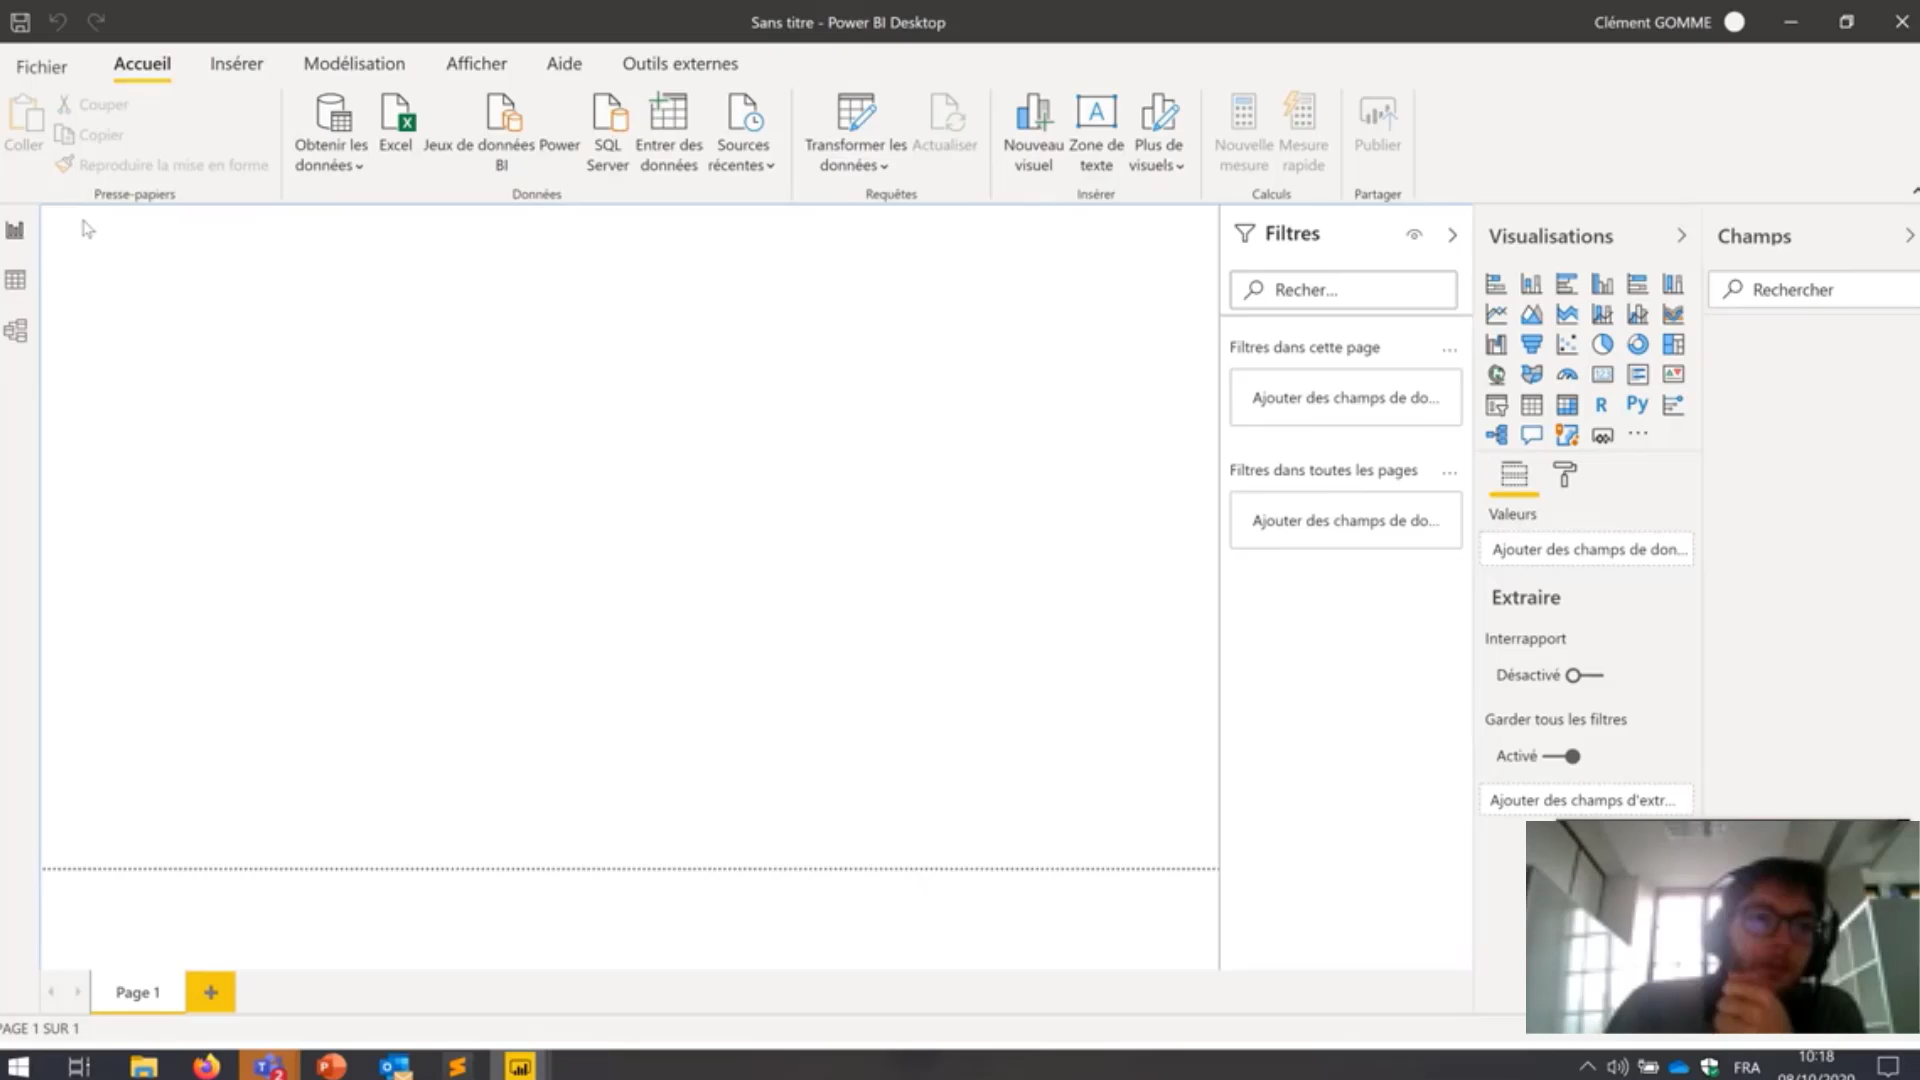 Sans titre - Power BI Desktop
Clément GOMME
Fichier
Accueil
Insérer
Modélisation
Afficher
Aide
Outils externes
Coller
Couper
Copier
Reproduire la mise en forme
Presse-papiers
Obtenir les
données
Excel
Jeux de données Power
BI
SQL
Server
Entrer des
données
Sources
récentes
Données
Transformer les
données
Actualiser
Requêtes
Nouveau
visuel
Zone de
texte
Plus de
visuels
Insérer
Nouvelle
mesure
Mesure
rapide
Calculs
Publier
Partager
Filtres
Recher...
Filtres dans cette page
...
Ajouter des champs de do...
Filtres dans toutes les pages
...
Ajouter des champs de do...
Visualisations
R
Py
...
Valeurs
Ajouter des champs de don...
Extraire
Interrapport
Désactivé
Garder tous les filtres
Activé
Ajouter des champs d'extr...
Champs
Rechercher
Page 1
+
PAGE 1 SUR 1
FRA
10:18
08/10/2020